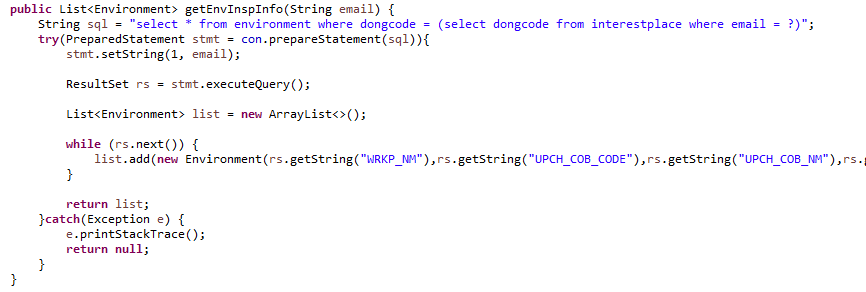 public List<Environment> getEnvInspInfo(String email) {
String sql = "select * from environment where dongcode = (select dongcode from interestplace where email = ?)";
try(PreparedStatement stmt = con.prepareStatement(sql)){
stmt.setString(1, email);
ResultSet rs = stmt.executeQuery();
List<Environment> list = new ArrayList<>();
while (rs.next()) {
list.add(new Environment(rs.getString("WRKP_NM"),rs.getString("UPCH_COB_CODE"),rs.getString("UPCH_COB_NM"),rs.
}
return list;
}catch(Exception e) {
e.printStackTrace();
return null;
}
}